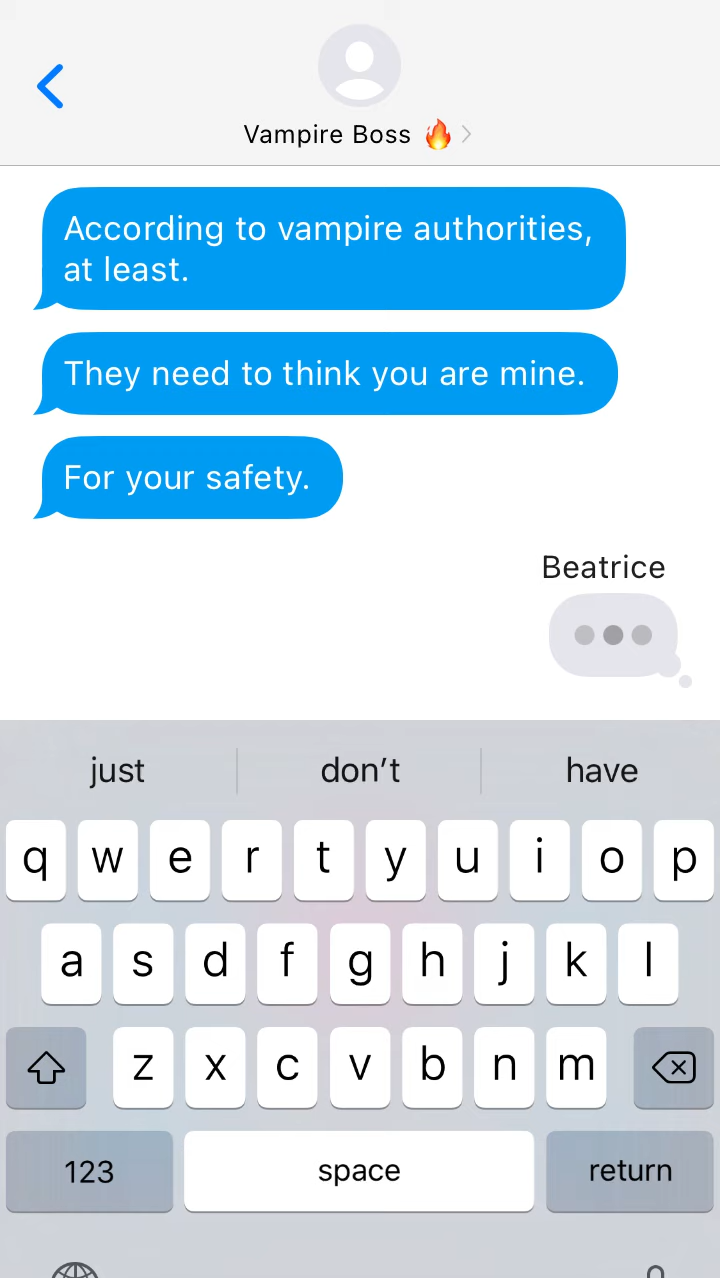 Vampire Boss 🔥
According to vampire authorities,
at least.
They need to think you are mine.
For your safety.
Beatrice
just don't have
q w e r t y u i o p
a s d f g h j k l
z x c v b n m
123 space return